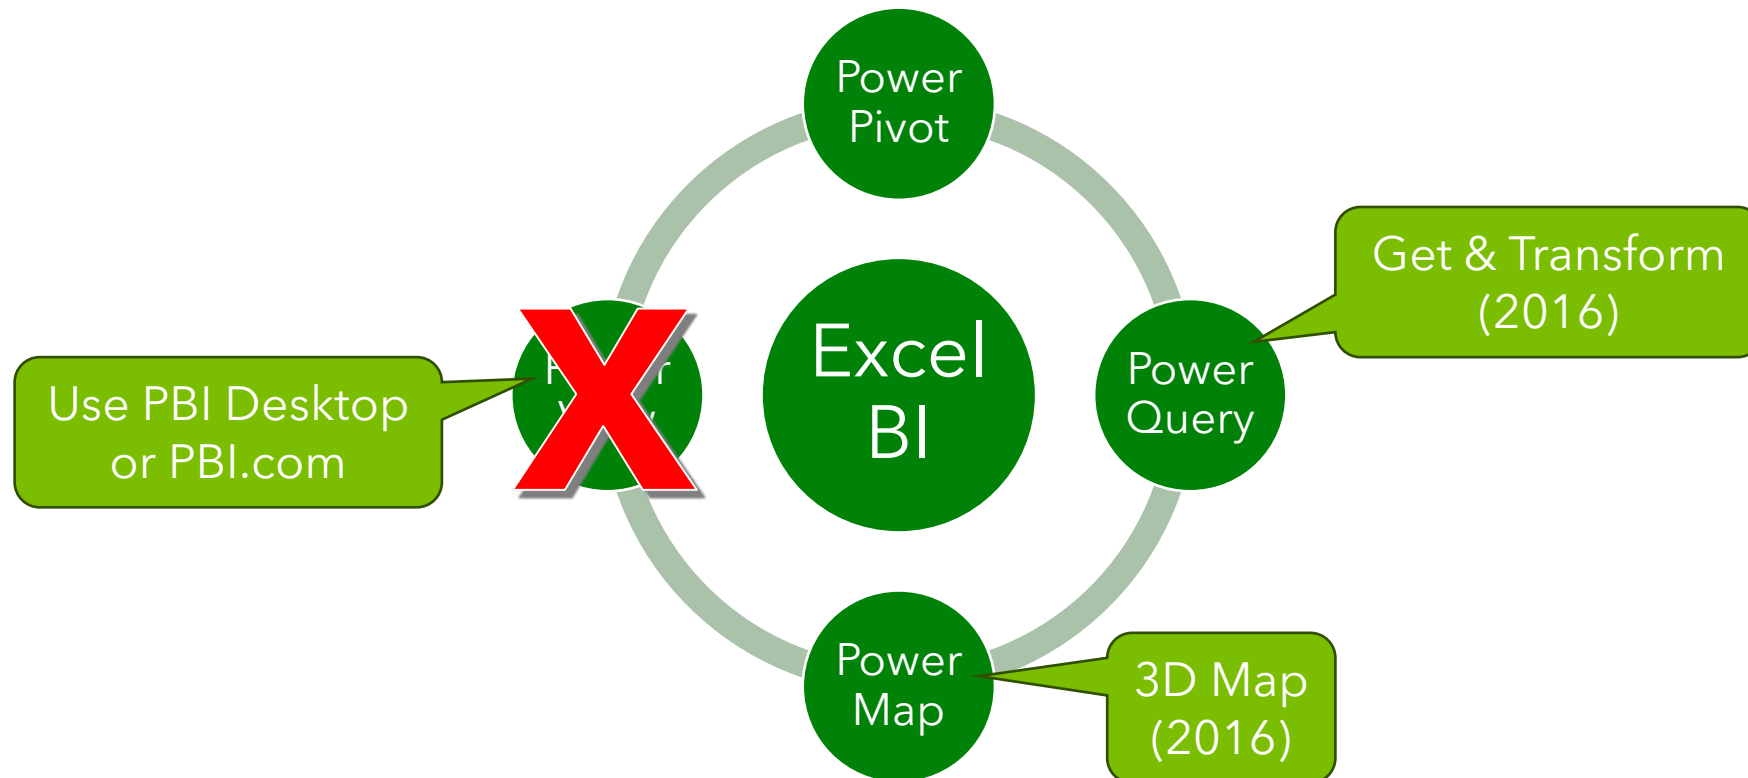 Power
Pivot
Get & Transform
(2016)
Excel
BI
Power
Query
X
Use PBI Desktop
or PBI.com
Power
Map
3D Map
(2016)